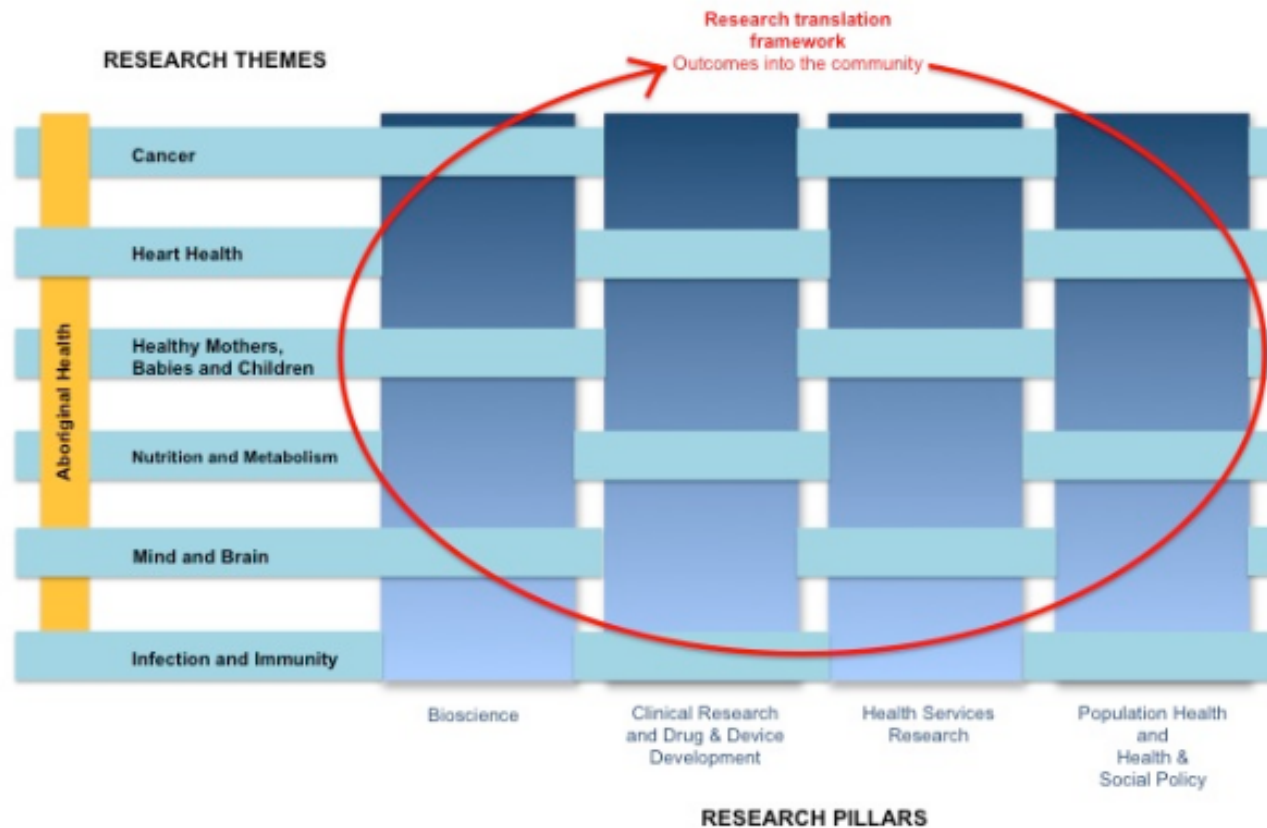 Research translation
framework
Outcomes into the community
RESEARCH THEMES
Cancer
Heart Health
Healthy Mothers,
Babies and Children
Nutrition and Metabolism
Mind and Brain
Infection and Immunity
Aboriginal Health
Bioscience
Clinical Research
and Drug & Device
Development
Health Services
Research
Population Health
and
Health &
Social Policy
RESEARCH PILLARS